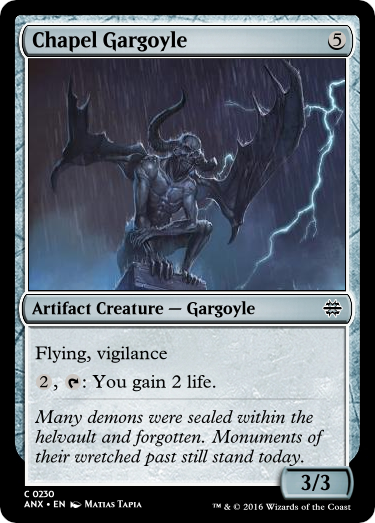 Chapel Gargoyle 5
Artifact Creature — Gargoyle
Flying, vigilance
2, : You gain 2 life.
Many demons were sealed within the
helvault and forgotten. Monuments of
their wretched past still stand today.
3/3
C 0230
ANX • EN Matias Tapia
™ & © 2016 Wizards of the Coast